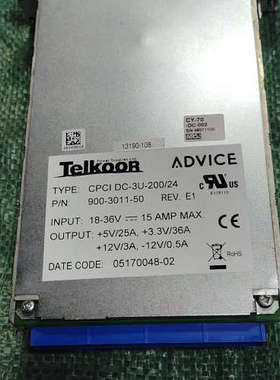 13190-108
CY-70
-DC-002
Telkoor
ADVICE
TYPE: CPCI DC-3U-200/24
P/N: 900-3011-50 REV. E1
INPUT: 18-36V⎓ 15 AMP MAX.
OUTPUT: +5V/25A, +3.3V/36A
+12V/3A, -12V/0.5A
RoHS
DATE CODE: 05170048-02